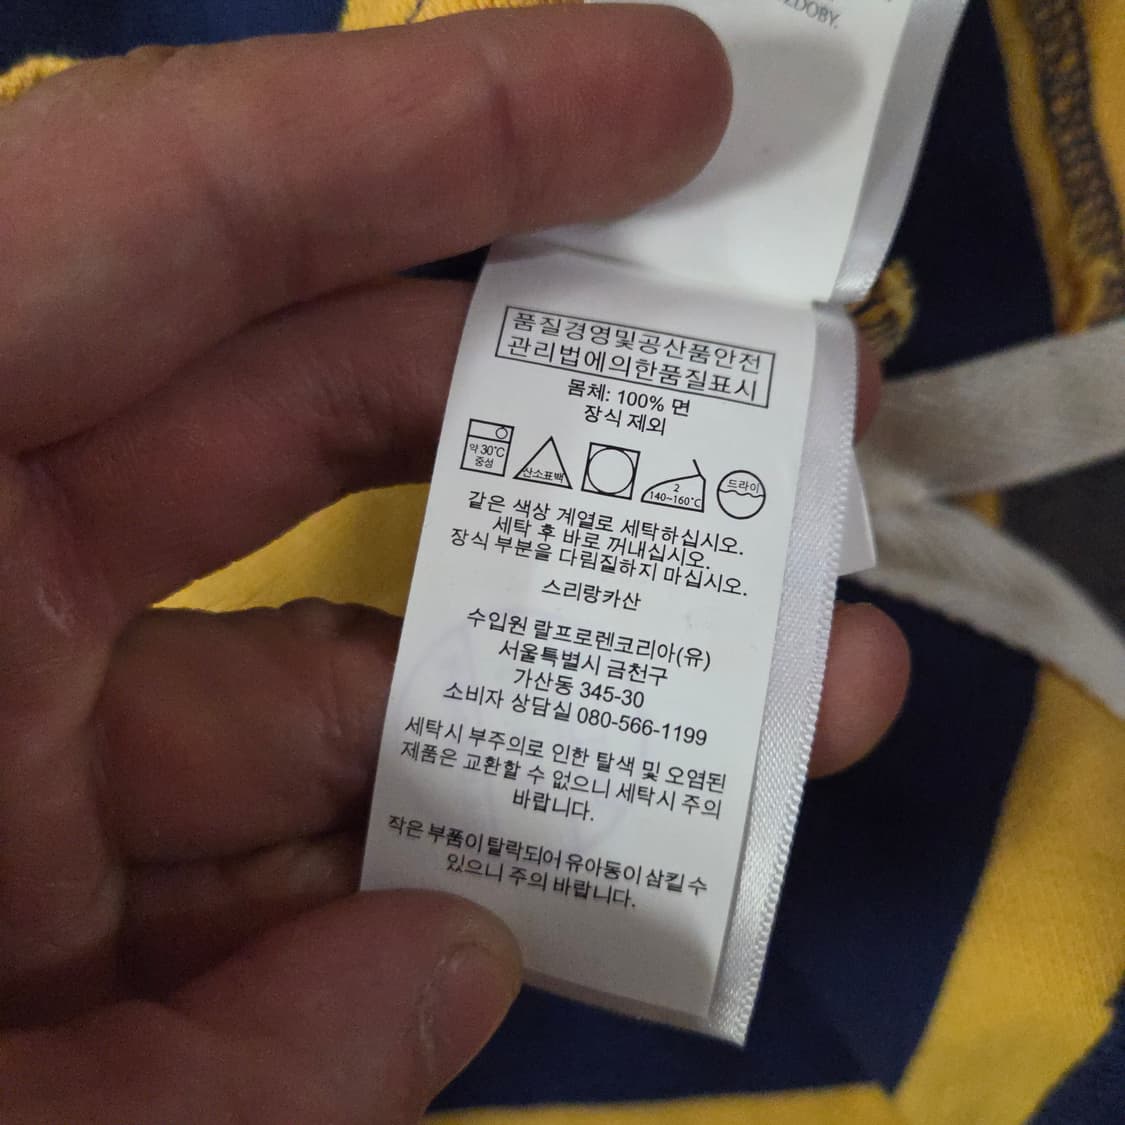 ZDOBY.
품질경영및공산품안전
관리법에의한품질표시
몸체: 100% 면
장식 제외
약 30°C
중성
산소표백
2
140~160°C
드라이
같은 색상 계열로 세탁하십시오.
세탁 후 바로 꺼내십시오.
장식 부분을 다림질하지 마십시오.
스리랑카산
수입원 랄프로렌코리아(유)
서울특별시 금천구
가산동 345-30
소비자 상담실 080-566-1199
세탁시 부주의로 인한 탈색 및 오염된
제품은 교환할 수 없으니 세탁시 주의
바랍니다.
작은 부품이 탈락되어 유아동이 삼킬 수
있으니 주의 바랍니다.